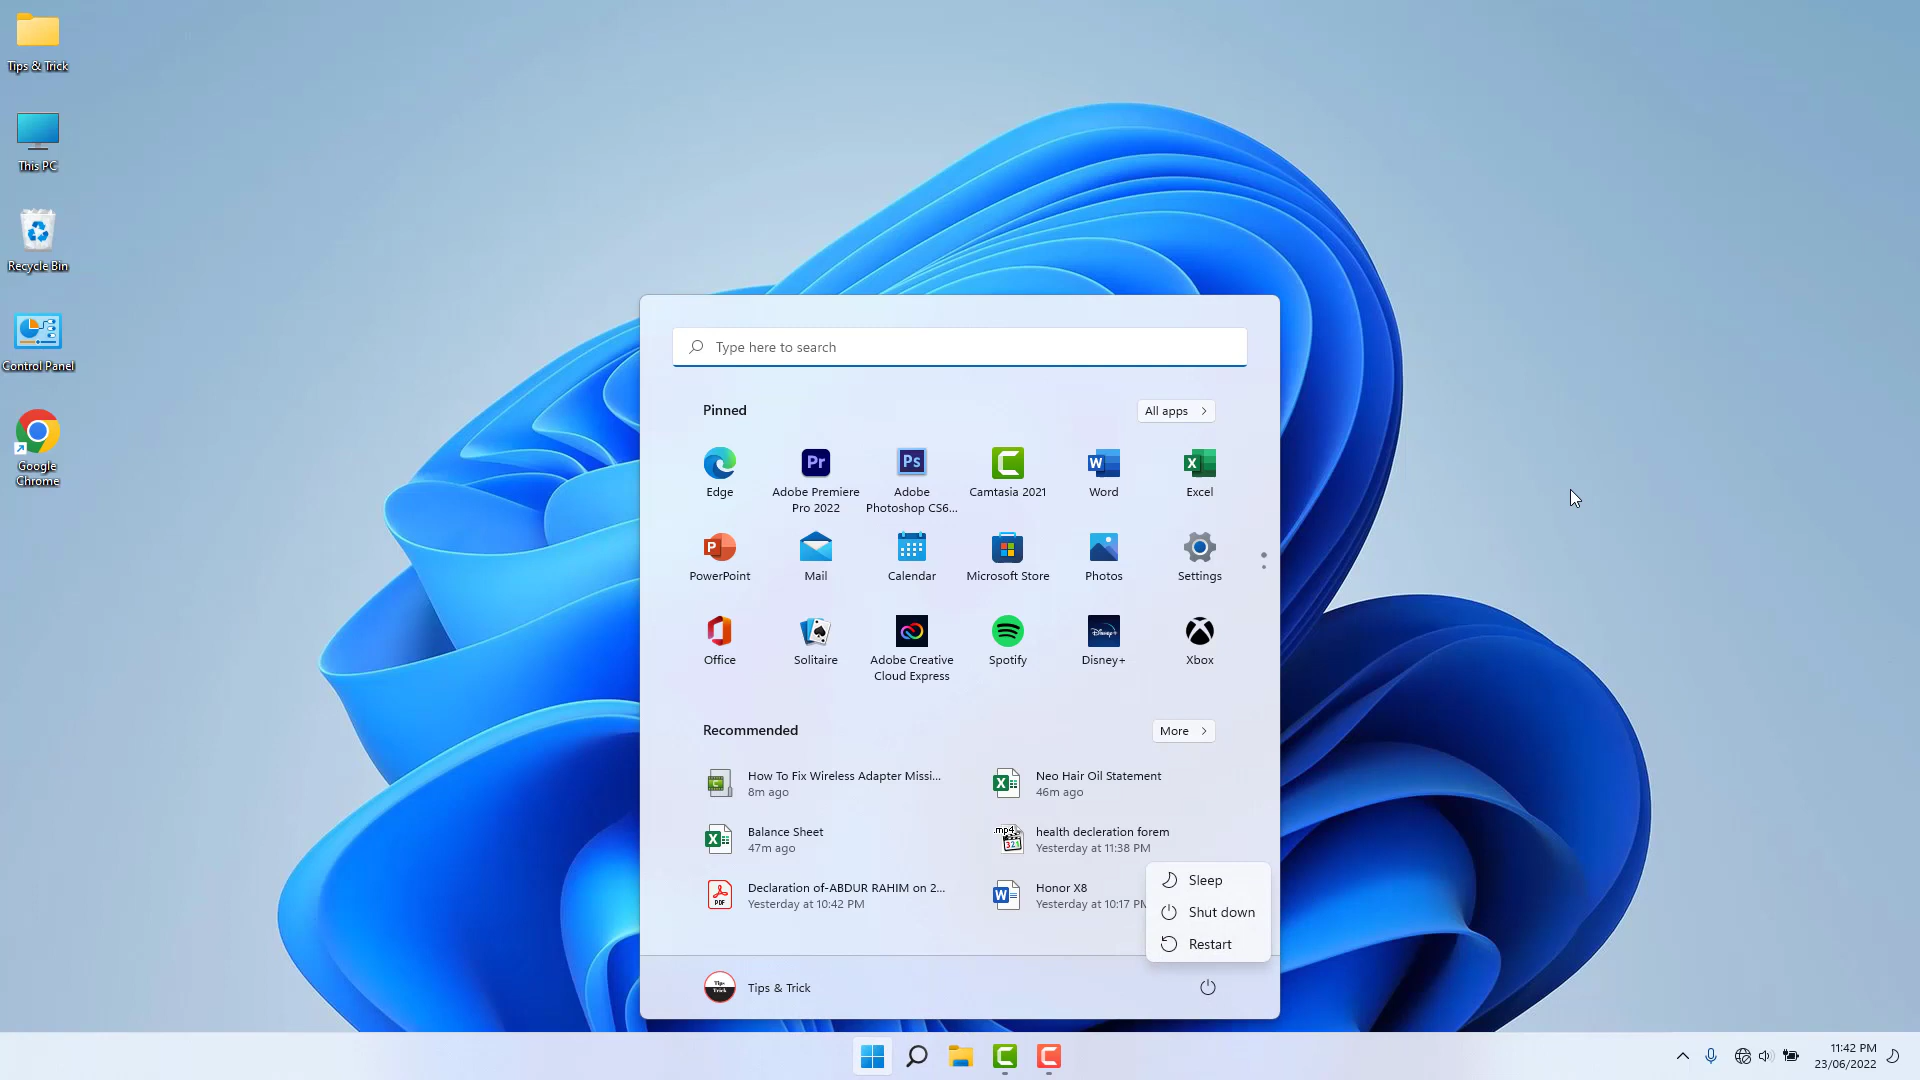 Tips & Trick
This PC
Recycle Bin
Control Panel
Google
Chrome
Type here to search
Pinned
All apps
Edge
Adobe Premiere
Pro 2022
Adobe
Photoshop CS6...
Camtasia 2021
Word
Excel
PowerPoint
Mail
Calendar
Microsoft Store
Photos
Settings
Office
Solitaire
Adobe Creative
Cloud Express
Spotify
Disney+
Xbox
Recommended
More
How To Fix Wireless Adapter Missi...
8m ago
Neo Hair Oil Statement
46m ago
Balance Sheet
47m ago
health decleration forem
Yesterday at 11:38 PM
Declaration of-ABDUR RAHIM on 2...
Yesterday at 10:42 PM
Honor X8
Yesterday at 10:17 PM
Sleep
Shut down
Restart
Tips & Trick
11:42 PM
23/06/2022